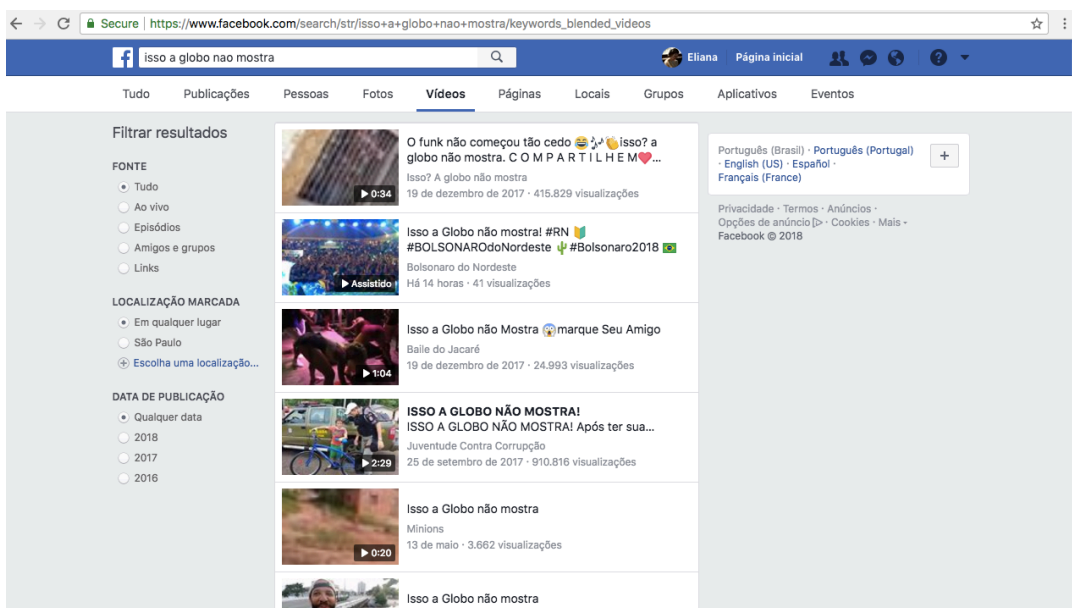 Secure | https://www.facebook.com/search/str/isso+a+globo+nao+mostra/keywords_blended_videos
f isso a globo nao mostra
Eliana Página inicial
Tudo Publicações Pessoas Fotos Vídeos Páginas Locais Grupos Aplicativos Eventos
Filtrar resultados
FONTE
Tudo
Ao vivo
Episódios
Amigos e grupos
Links
LOCALIZAÇÃO MARCADA
Em qualquer lugar
São Paulo
Escolha uma localização...
DATA DE PUBLICAÇÃO
Qualquer data
2018
2017
2016
O funk não começou tão cedo 😂🎶👏isso? a
globo não mostra. C O M P A R T I L H E M❤️...
Isso? A globo não mostra
0:34
19 de dezembro de 2017 · 415.829 visualizações
Isso a Globo não mostra! #RN 🔰
#BOLSONAROdoNordeste 🌵#Bolsonaro2018 🇧🇷
Bolsonaro do Nordeste
Assistido
Há 14 horas · 41 visualizações
Isso a Globo não Mostra 😱marque Seu Amigo
Baile do Jacaré
19 de dezembro de 2017 · 24.993 visualizações
1:04
ISSO A GLOBO NÃO MOSTRA!
ISSO A GLOBO NÃO MOSTRA! Após ter sua...
Juventude Contra Corrupção
25 de setembro de 2017 · 910.816 visualizações
2:29
Isso a Globo não mostra
Minions
13 de maio · 3.662 visualizações
0:20
Isso a Globo não mostra
Português (Brasil) · Português (Portugal)
· English (US) · Español ·
Français (France)
+
Privacidade · Termos · Anúncios ·
Opções de anúncio · Cookies · Mais
Facebook © 2018